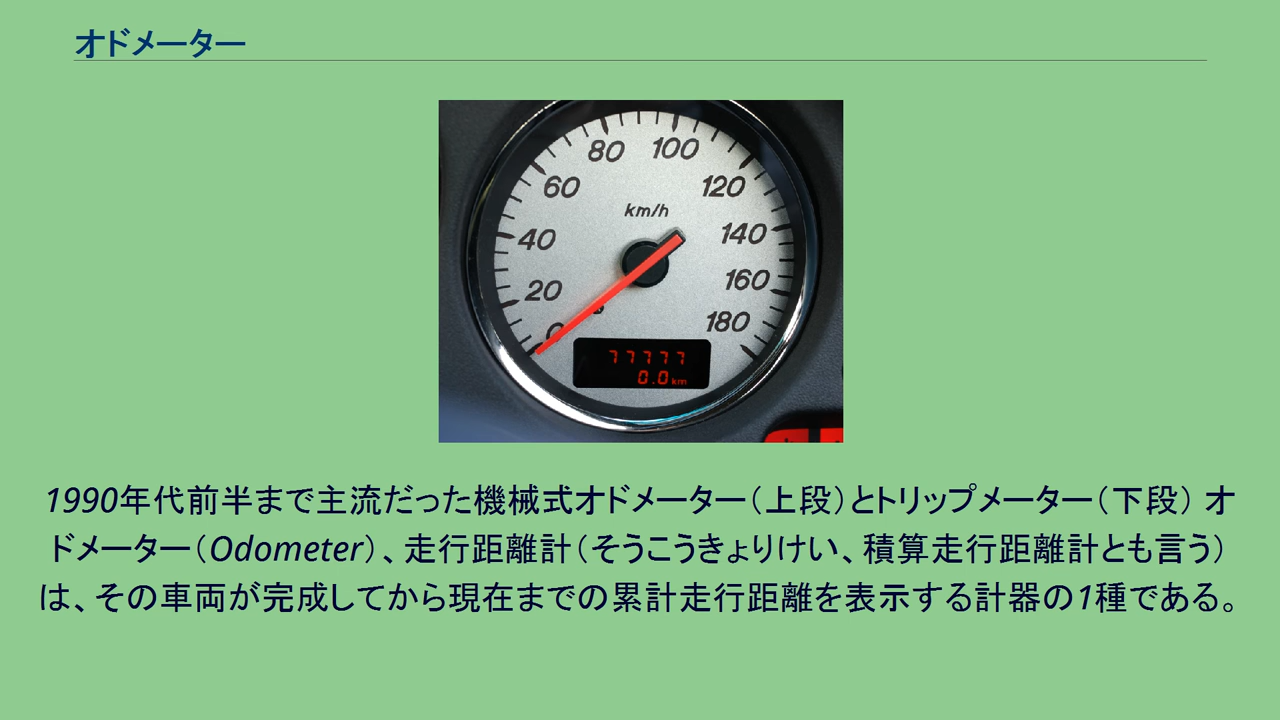 オドメーター
80 100
60 120
km/h
40 140
20 160
0 180
77777
0.0 km
1990年代前半まで主流だった機械式オドメーター（上段）とトリップメーター（下段） オ
ドメーター（Odometer）、走行距離計（そうこうきょりけい、積算走行距離計とも言う）
は、その車両が完成してから現在までの累計走行距離を表示する計器の1種である。